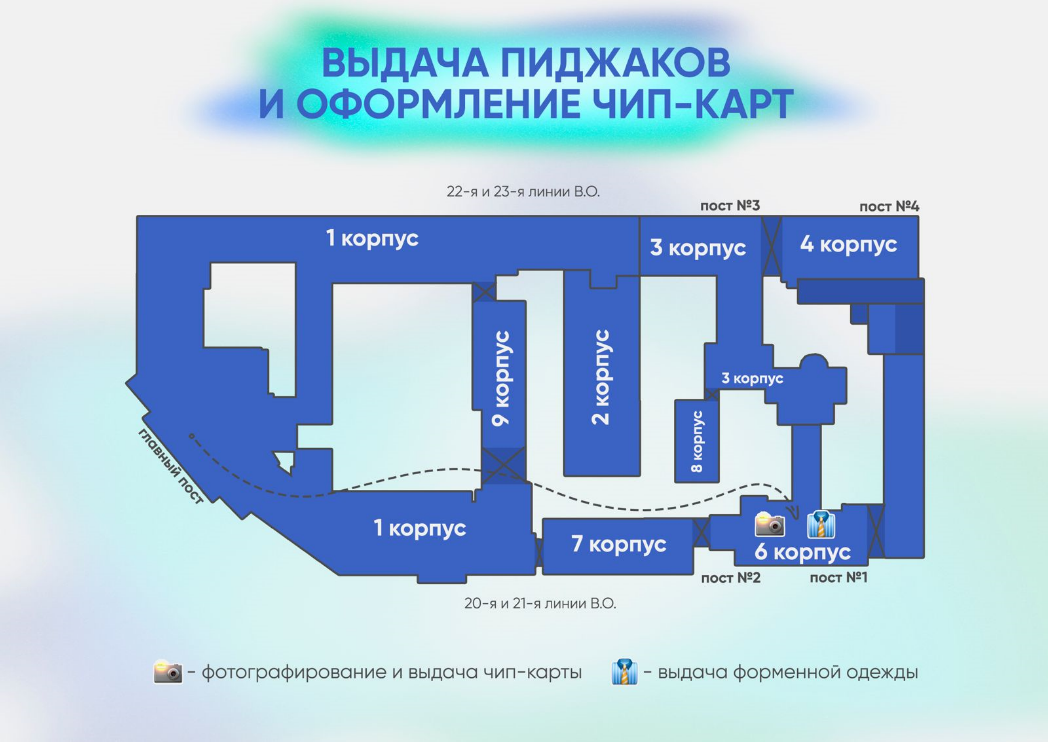 ВЫДАЧА ПИДЖАКОВ
И ОФОРМЛЕНИЕ ЧИП-КАРТ
22-я и 23-я линии В.О.
пост №3
пост №4
1 корпус
3 корпус
4 корпус
9 корпус
2 корпус
3 корпус
8 корпус
главный пост
1 корпус
7 корпус
6 корпус
пост №2
пост №1
20-я и 21-я линии В.О.
- фотографирование и выдача чип-карты
- выдача форменной одежды